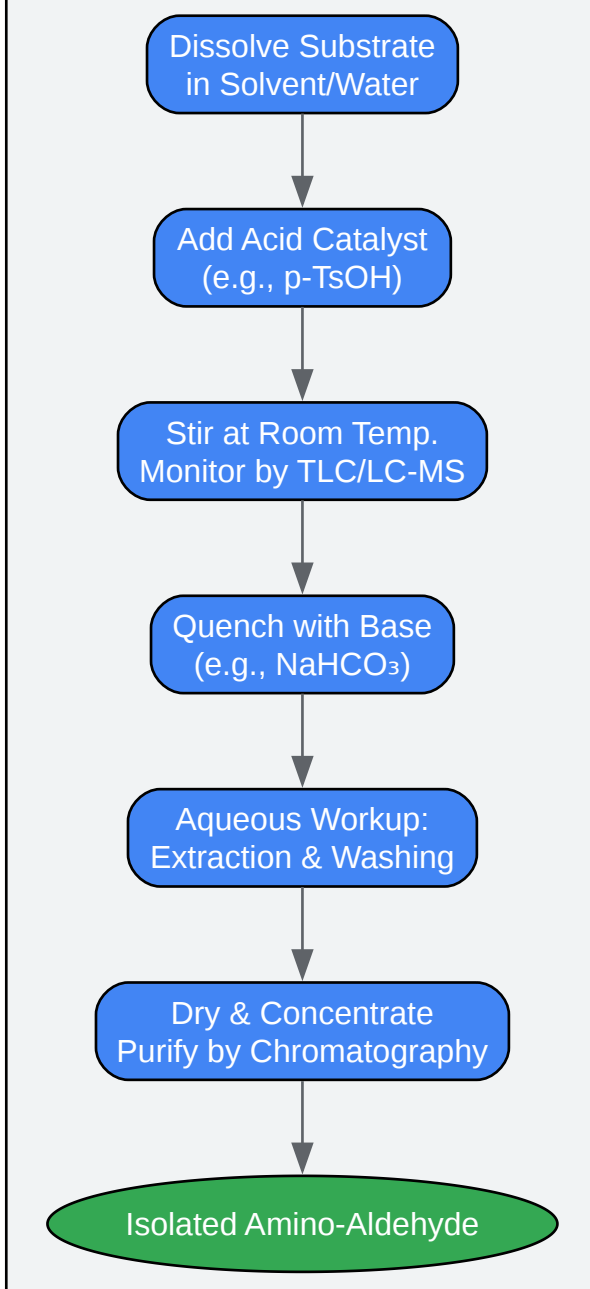 Dissolve Substrate
in Solvent/Water
Add Acid Catalyst
(e.g., p-TsOH)
Stir at Room Temp.
Monitor by TLC/LC-MS
Quench with Base
(e.g., NaHCO₃)
Aqueous Workup:
Extraction & Washing
Dry & Concentrate
Purify by Chromatography
Isolated Amino-Aldehyde